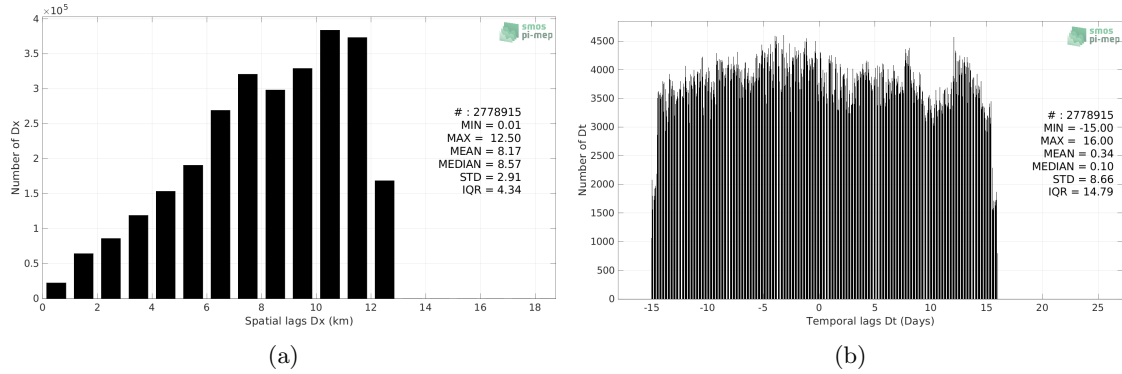 ×10⁵
4
3.5
3
2.5
2
1.5
1
0.5
0
Number of Dx
smos
pi-mep
# : 2778915
MIN = 0.01
MAX = 12.50
MEAN = 8.17
MEDIAN = 8.57
STD = 2.91
IQR = 4.34
0 2 4 6 8 10 12 14 16 18
Spatial lags Dx (km)
(a)
4500
4000
3500
3000
2500
2000
1500
1000
500
0
Number of Dt
smos
pi-mep
# : 2778915
MIN = -15.00
MAX = 16.00
MEAN = 0.34
MEDIAN = 0.10
STD = 8.66
IQR = 14.79
-15 -10 -5 0 5 10 15 20 25
Temporal lags Dt (Days)
(b)